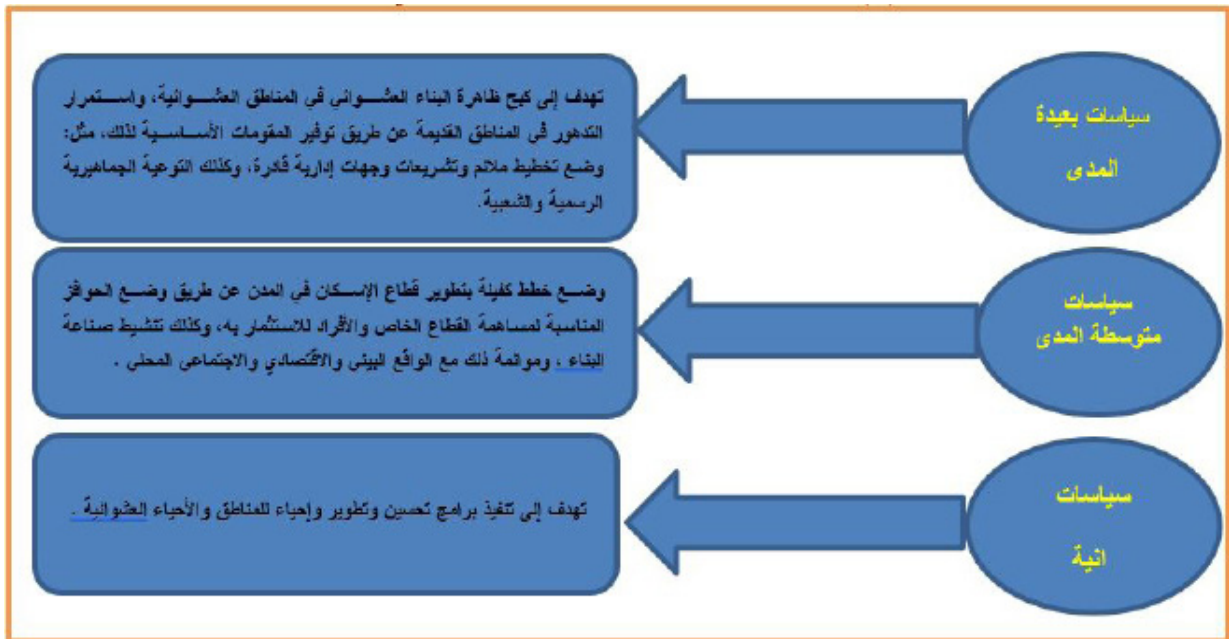 سياسات بعيدة
المدى
تهدف إلى كبح ظاهرة البناء العشوائي في المناطق العشوائية، واستمرار
التدهور في المناطق القديمة عن طريق توفير المقومات الأساسية لذلك، مثل:
وضع تخطيط ملائم وتشريعات وجهات إدارية قادرة، وكذلك التوعية الجماهيرية
الرسمية والشعبية.
سياسات
متوسطة المدى
وضع خطط كفيلة بتطوير قطاع الإسكان في المدن عن طريق وضع الحوافز
المناسبة لمساهمة القطاع الخاص والأفراد للاستثمار به، وكذلك تنشيط صناعة
البناء ، وموائمة ذلك مع الواقع البيئي والاقتصادي والاجتماعي المحلي .
سياسات
انية
تهدف إلى تنفيذ برامج تحسين وتطوير وإحياء للمناطق والأحياء العشوائية .